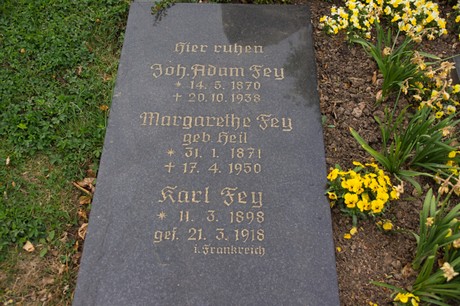 hier ruhen
Joh. Adam Fey
* 14. 3. 1870
+ 20. 10. 1938
Margarethe Fey
geb. Heil
* 31. 1. 1871
+ 17. 4. 1950
Karl Fey
* 11. 3. 1898
gef. 21. 3. 1918
i. Frankreich